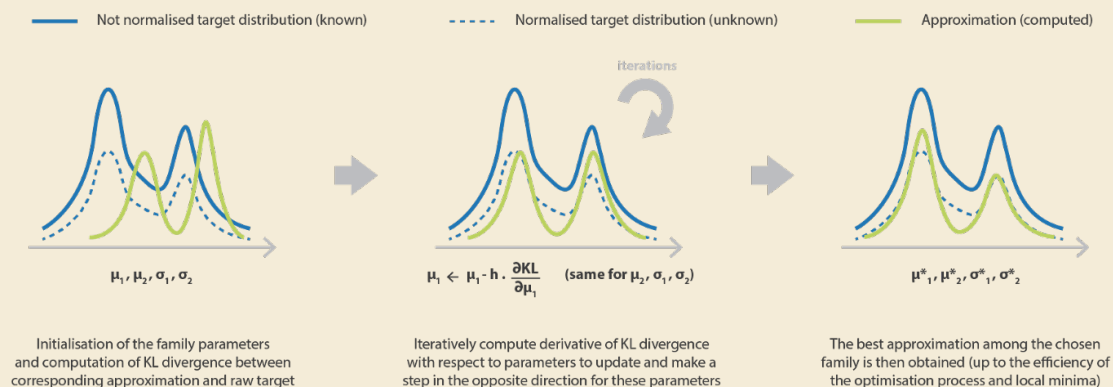 Not normalised target distribution (known)
Normalised target distribution (unknown)
Approximation (computed)
iterations
μ₁, μ₂, σ₁, σ₂
μ₁ ← μ₁ - h . ∂KL/∂μ₁ (same for μ₂, σ₁, σ₂)
μ*₁, μ*₂, σ*₁, σ*₂
Initialisation of the family parameters
and computation of KL divergence between
corresponding approximation and raw target
Iteratively compute derivative of KL divergence
with respect to parameters to update and make a
step in the opposite direction for these parameters
The best approximation among the chosen
family is then obtained (up to the efficiency of
the optimisation process and local minima)